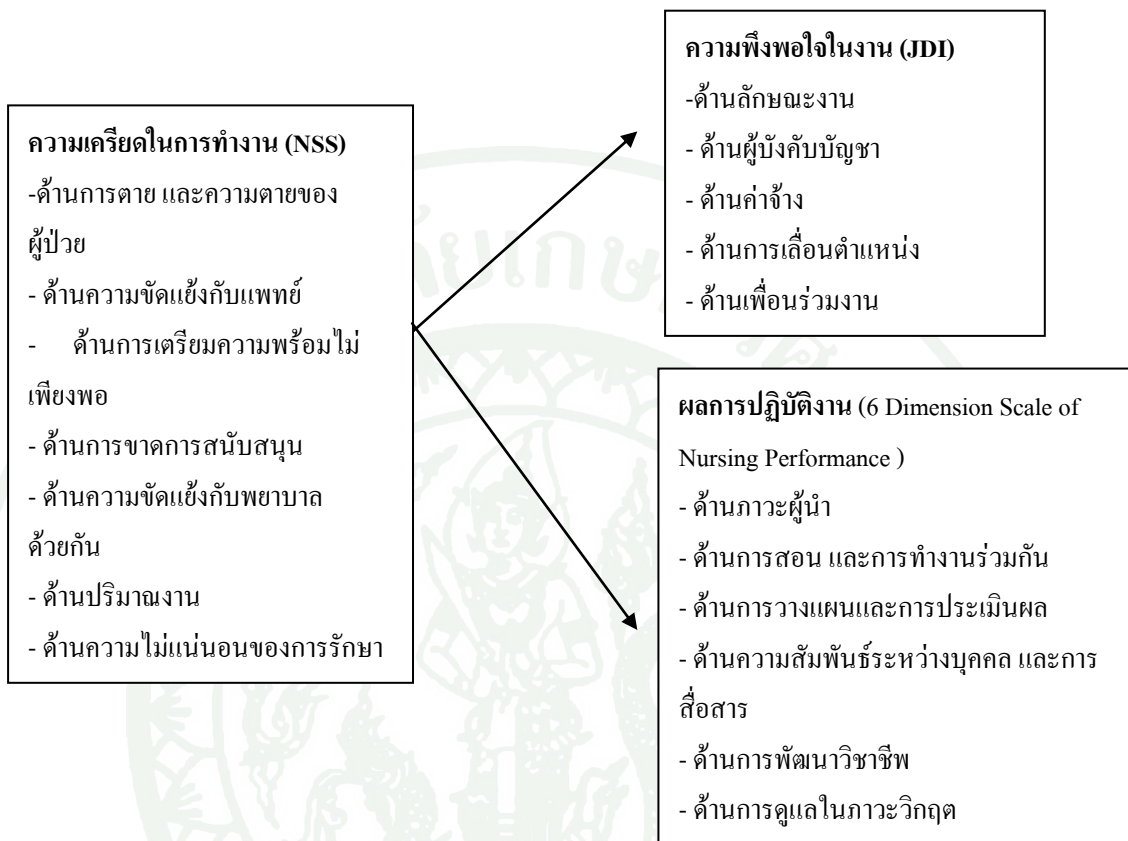 ความเครียดในการทำงาน (NSS)
-ด้านการตาย และความตายของ
ผู้ป่วย
- ด้านความขัดแย้งกับแพทย์
- ด้านการเตรียมความพร้อมไม่
เพียงพอ
- ด้านการขาดการสนับสนุน
- ด้านความขัดแย้งกับพยาบาล
ด้วยกัน
- ด้านปริมาณงาน
- ด้านความไม่แน่นอนของการรักษา
ความพึงพอใจในงาน (JDI)
-ด้านลักษณะงาน
- ด้านผู้บังคับบัญชา
- ด้านค่าจ้าง
- ด้านการเลื่อนตำแหน่ง
- ด้านเพื่อนร่วมงาน
ผลการปฏิบัติงาน (6 Dimension Scale of
Nursing Performance )
- ด้านภาวะผู้นำ
- ด้านการสอน และการทำงานร่วมกัน
- ด้านการวางแผนและการประเมินผล
- ด้านความสัมพันธ์ระหว่างบุคคล และการ
สื่อสาร
- ด้านการพัฒนาวิชาชีพ
- ด้านการดูแลในภาวะวิกฤต